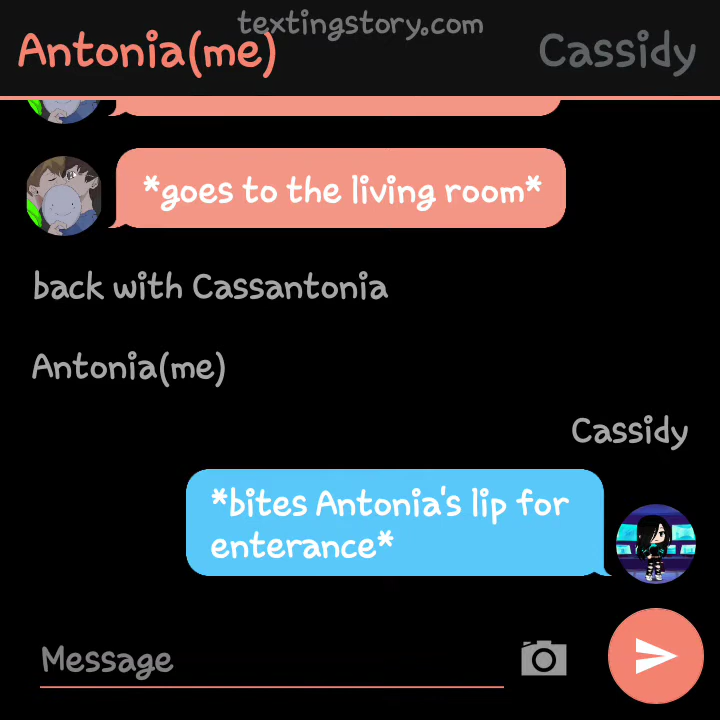 textingstory.com
Antonia(me)
Cassidy
*goes to the living room*
back with Cassantonia
Antonia(me)
Cassidy
*bites Antonia's lip for
enterance*
Message